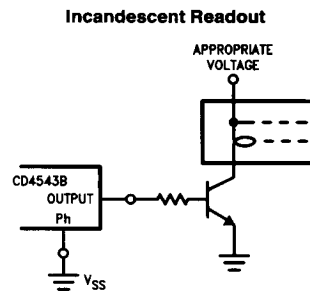 Incandescent Readout
APPROPRIATE
VOLTAGE
CD4543B
OUTPUT
Ph
VSS